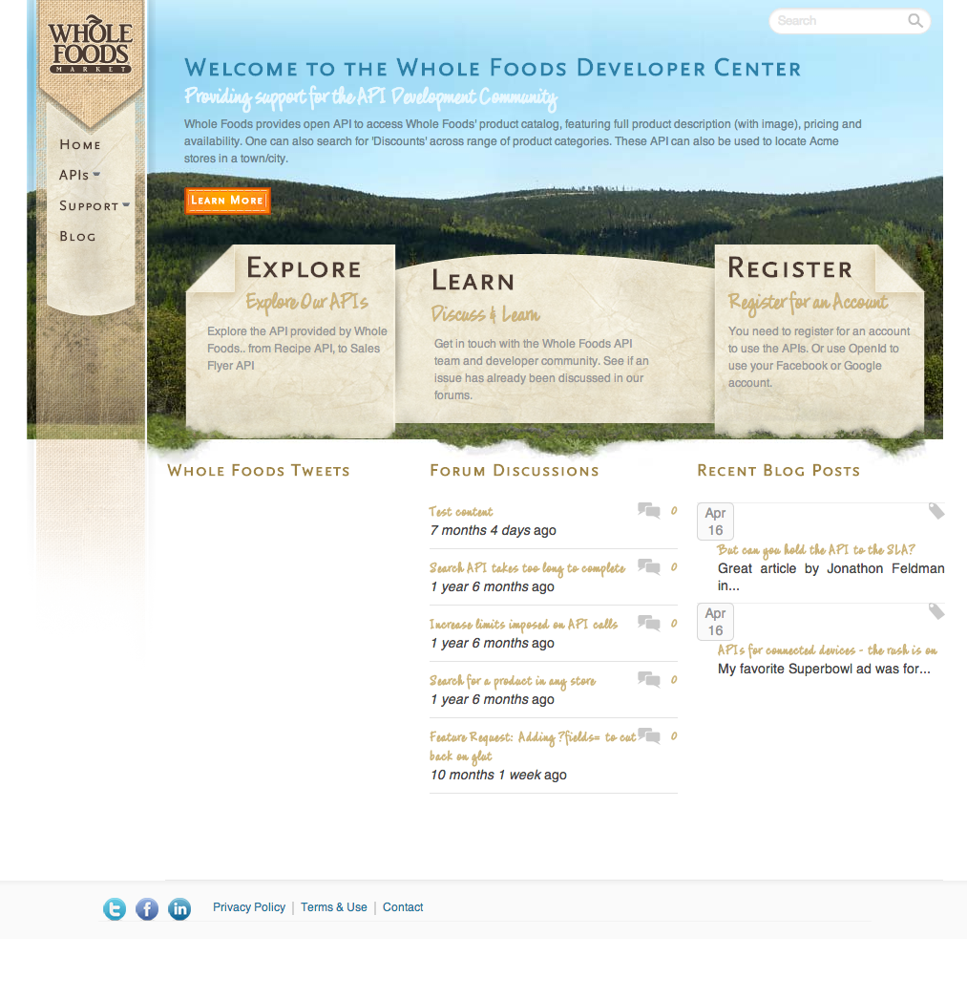 WHOLE
FOODS
MARKET
Search
Welcome to the Whole Foods Developer Center
Providing support for the API Development Community
Whole Foods provides open API to access Whole Foods' product catalog, featuring full product description (with image), pricing and
availability. One can also search for 'Discounts' across range of product categories. These API can also be used to locate Acme
stores in a town/city.
Learn More
Home
APIs
Support
Blog
Explore
Explore Our APIs
Explore the API provided by Whole
Foods.. from Recipe API, to Sales
Flyer API
Learn
Discuss & Learn
Get in touch with the Whole Foods API
team and developer community. See if an
issue has already been discussed in our
forums.
Register
Register for an Account
You need to register for an account
to use the APIs. Or use OpenId to
use your Facebook or Google
account.
Whole Foods Tweets
Forum Discussions
Test content 0
7 months 4 days ago
Search API takes too long to complete 0
1 year 6 months ago
Increase limits imposed on API calls 0
1 year 6 months ago
Search for a product in any store 0
1 year 6 months ago
Feature Request: Adding ?fields= to cut 0
back on glut
10 months 1 week ago
Recent Blog Posts
Apr
16
But can you hold the API to the SLA?
Great article by Jonathon Feldman
in...
Apr
16
APIs for connected devices - the rush is on
My favorite Superbowl ad was for...
Privacy Policy | Terms & Use | Contact